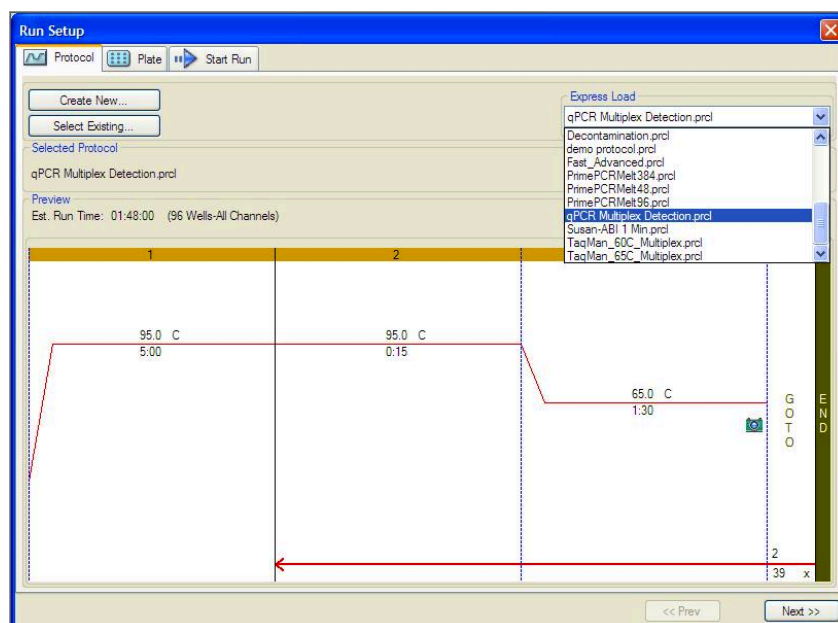 Run Setup
Protocol
Plate
Start Run
Create New...
Select Existing...
Express Load
qPCR Multiplex Detection.prcl
Decontamination.prcl
demo protocol.prcl
Fast_Advanced.prcl
PrimePCRMelt384.prcl
PrimePCRMelt48.prcl
PrimePCRMelt96.prcl
qPCR Multiplex Detection.prcl
Susan-ABI 1 Min.prcl
TaqMan_60C_Multiplex.prcl
TaqMan_65C_Multiplex.prcl
Selected Protocol
qPCR Multiplex Detection.prcl
Preview
Est. Run Time: 01:48:00 (96 Wells-All Channels)
1
2
95.0 C
5:00
95.0 C
0:15
65.0 C
1:30
GOTO
END
2
39 x
<< Prev
Next >>